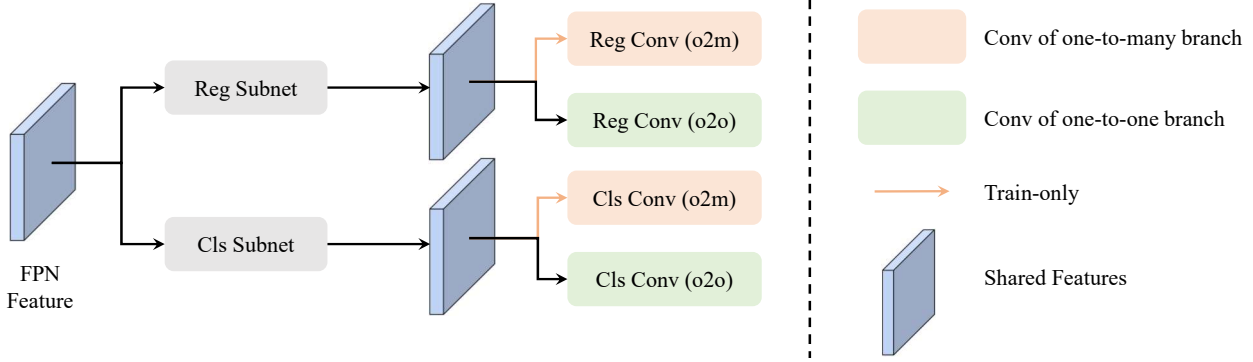 FPN
Feature
Reg Subnet
Cls Subnet
Reg Conv (o2m)
Reg Conv (o2o)
Cls Conv (o2m)
Cls Conv (o2o)
Conv of one-to-many branch
Conv of one-to-one branch
Train-only
Shared Features